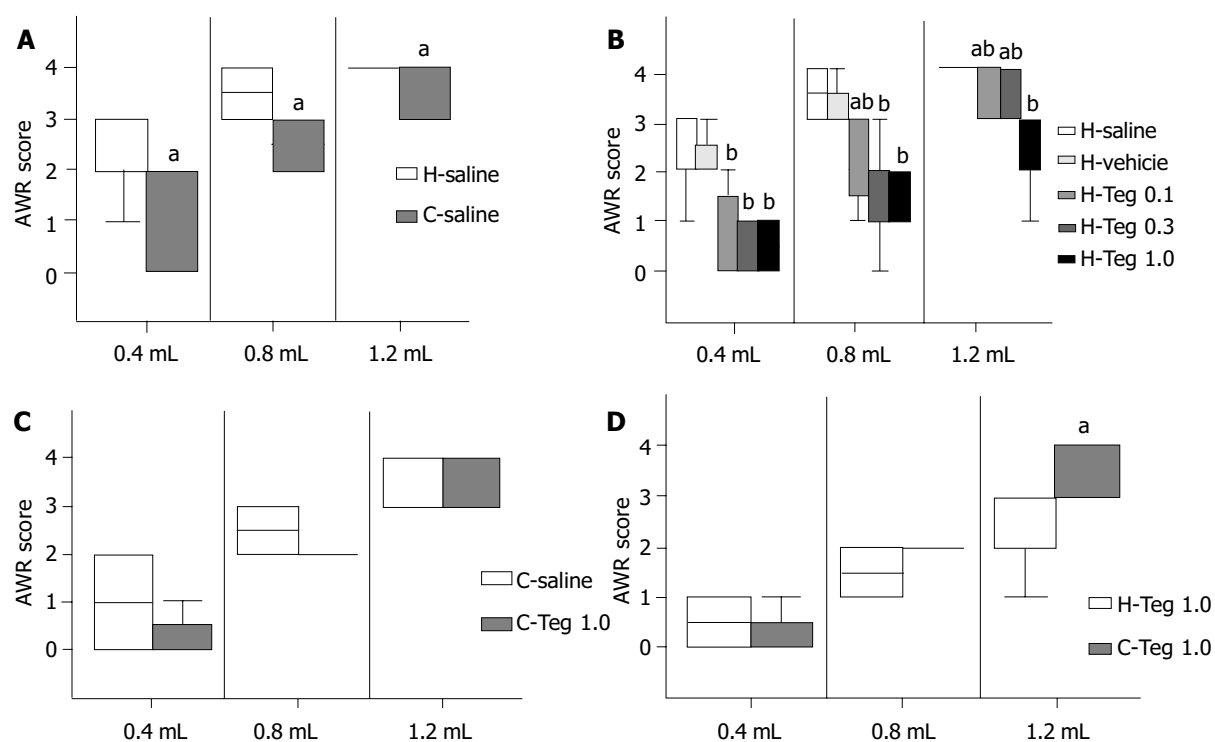 A
AWR score
4
3
2
1
0
a
a
a
H-saline
C-saline
0.4 mL
0.8 mL
1.2 mL
B
AWR score
4
3
2
1
0
b
b
b
ab
b
b
ab
ab
b
H-saline
H-vehicie
H-Teg 0.1
H-Teg 0.3
H-Teg 1.0
0.4 mL
0.8 mL
1.2 mL
C
AWR score
4
3
2
1
0
C-saline
C-Teg 1.0
0.4 mL
0.8 mL
1.2 mL
D
AWR score
4
3
2
1
0
a
H-Teg 1.0
C-Teg 1.0
0.4 mL
0.8 mL
1.2 mL